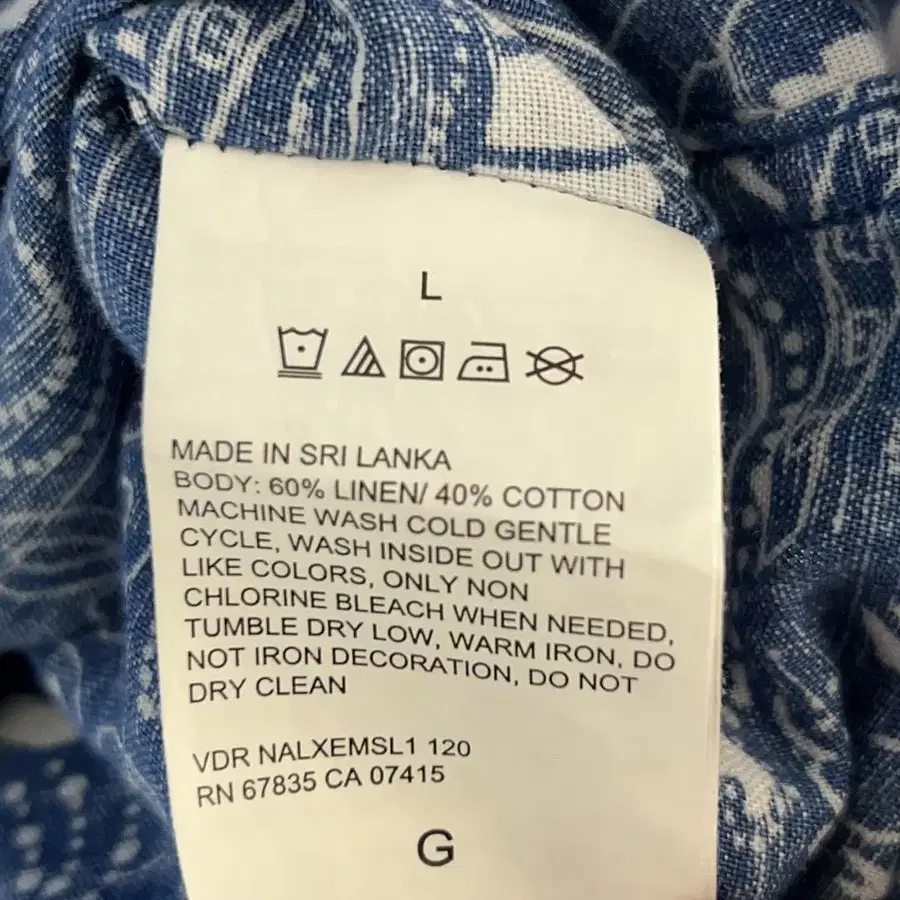 L
MADE IN SRI LANKA
BODY: 60% LINEN/ 40% COTTON
MACHINE WASH COLD GENTLE
CYCLE, WASH INSIDE OUT WITH
LIKE COLORS, ONLY NON
CHLORINE BLEACH WHEN NEEDED,
TUMBLE DRY LOW, WARM IRON, DO
NOT IRON DECORATION, DO NOT
DRY CLEAN
VDR NALXEMSL1 120
RN 67835 CA 07415
G